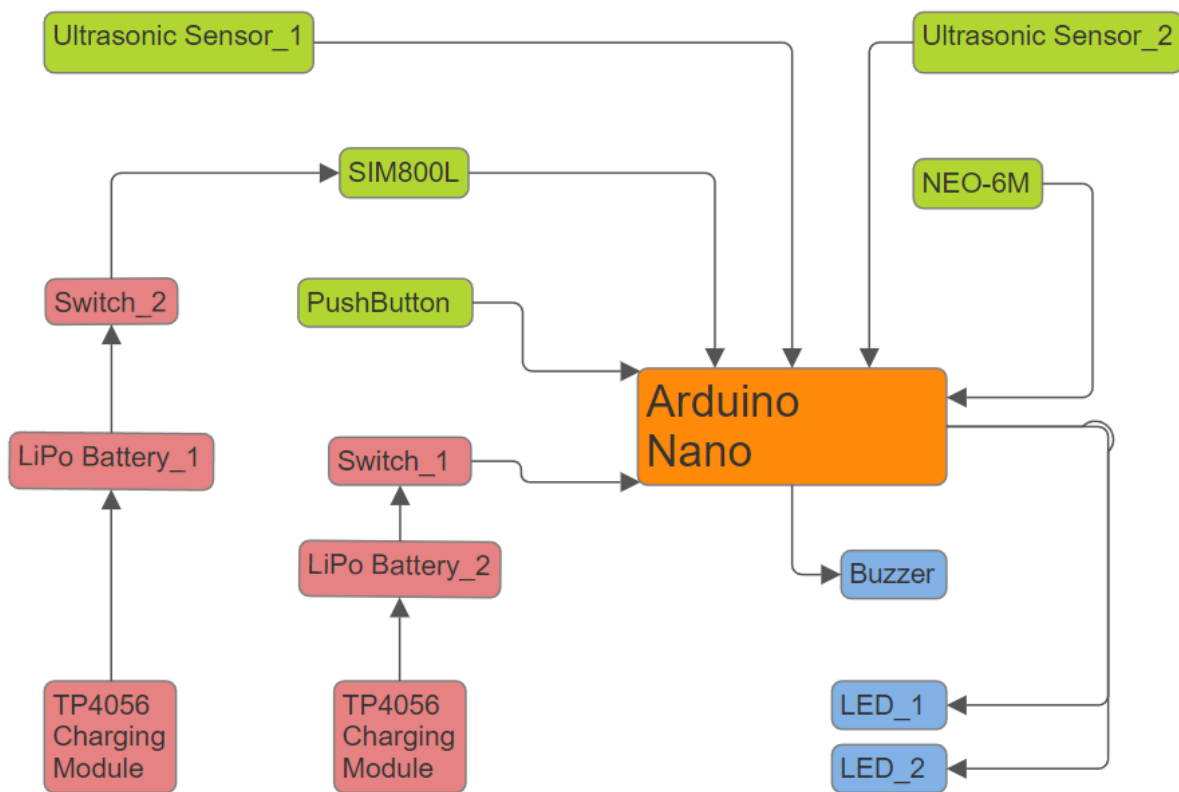 Ultrasonic Sensor_1
Ultrasonic Sensor_2
SIM800L
NEO-6M
Switch_2
PushButton
Arduino
Nano
LiPo Battery_1
Switch_1
LiPo Battery_2
Buzzer
TP4056
Charging
Module
TP4056
Charging
Module
LED_1
LED_2